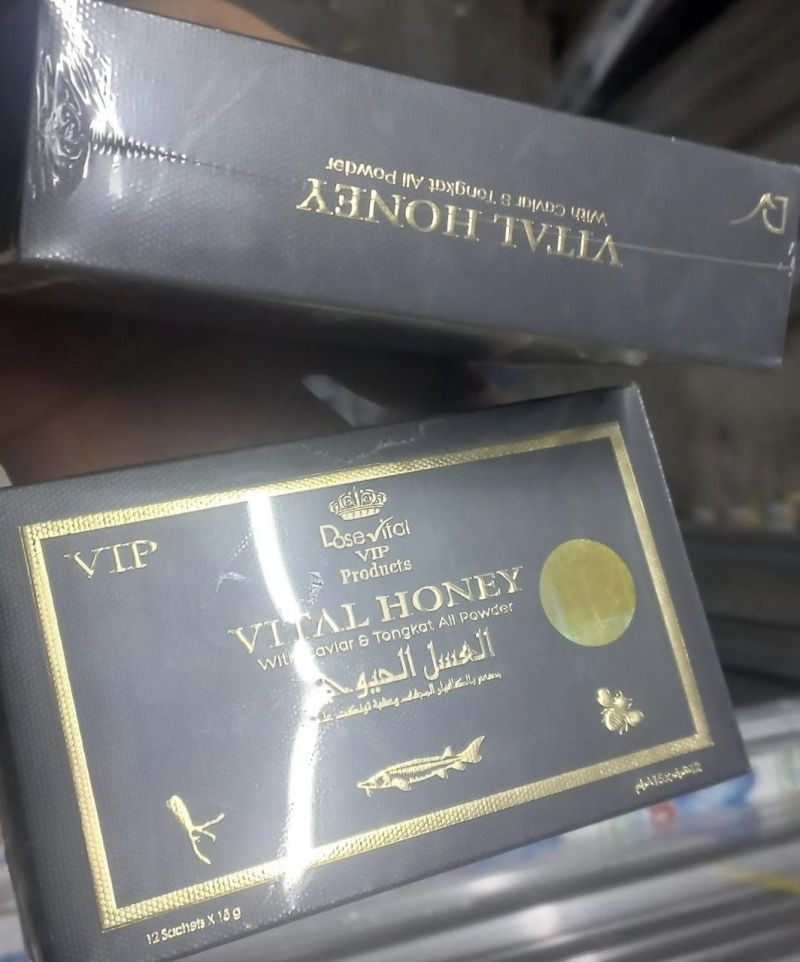 VITAL HONEY
With Caviar & Tongkat Ali Powder
VIP
Dose vital
VIP
Products
VITAL HONEY
With Caviar & Tongkat Ali Powder
العسل الحيوي
12 Sachets X 15 g